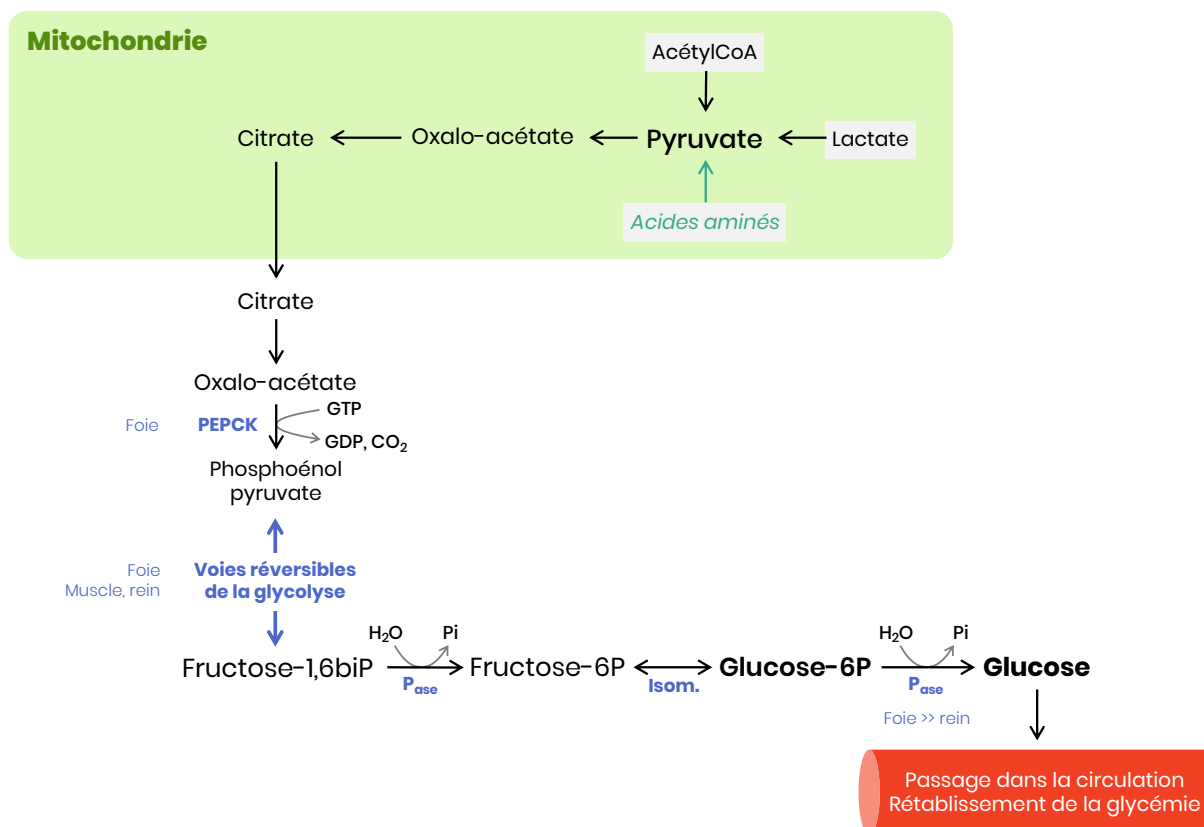 Mitochondrie
AcétylCoA
Citrate
Oxalo-acétate
Pyruvate
Lactate
Acides aminés
Citrate
Oxalo-acétate
Foie
PEPCK
GTP
GDP, CO₂
Phosphoénol
pyruvate
Foie
Muscle, rein
Voies réversibles
de la glycolyse
H₂O
Pi
H₂O
Pi
Fructose-1,6biP
Fructose-6P
Glucose-6P
Glucose
Pase
Isom.
Pase
Foie >> rein
Passage dans la circulation
Rétablissement de la glycémie